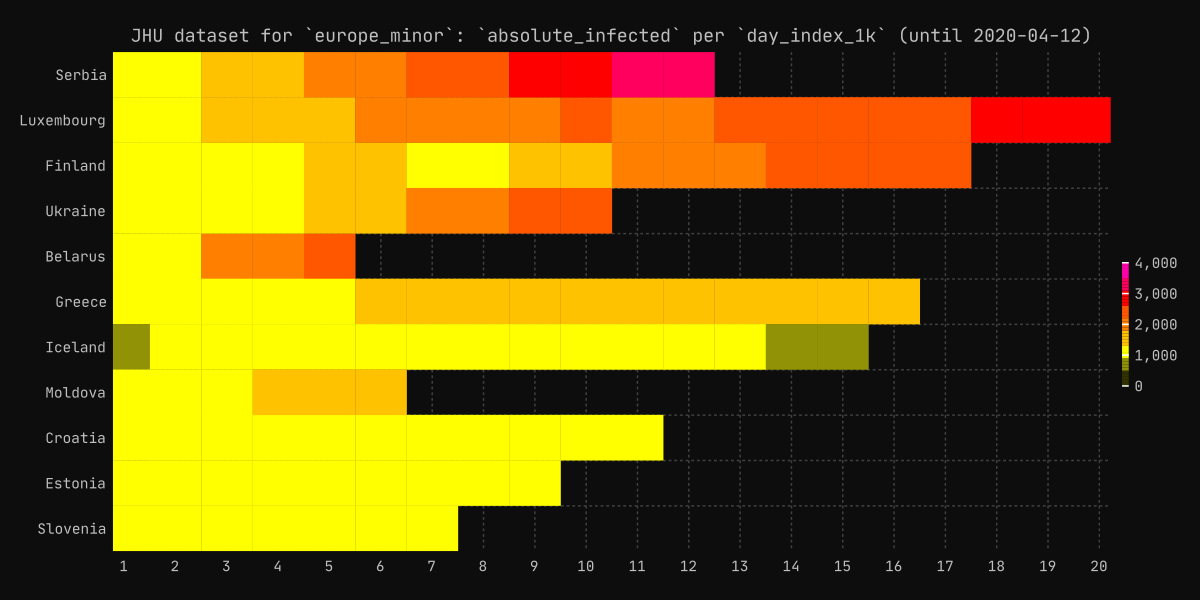 JHU dataset for `europe_minor`: `absolute_infected` per `day_index_1k` (until 2020-04-12)
Serbia
Luxembourg
Finland
Ukraine
Belarus
Greece
Iceland
Moldova
Croatia
Estonia
Slovenia
4,000
3,000
2,000
1,000
0
1 2 3 4 5 6 7 8 9 10 11 12 13 14 15 16 17 18 19 20